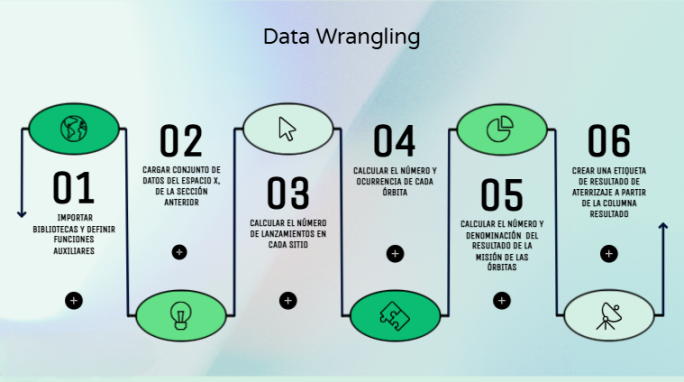 Data Wrangling
01
IMPORTAR
BIBLIOTECAS Y DEFINIR
FUNCIONES
AUXILIARES
02
CARGAR CONJUNTO DE
DATOS DEL ESPACIO X,
DE LA SECCIÓN
ANTERIOR
03
CALCULAR EL NÚMERO
DE LANZAMIENTOS EN
CADA SITIO
04
CALCULAR EL NÚMERO Y
OCURRENCIA DE CADA
ÓRBITA
05
CALCULAR EL NÚMERO Y
DENOMINACIÓN DEL
RESULTADO DE LA
MISIÓN DE LAS
ÓRBITAS
06
CREAR UNA ETIQUETA
DE RESULTADO DE
ATERRIZAJE A PARTIR
DE LA COLUMNA
RESULTADO